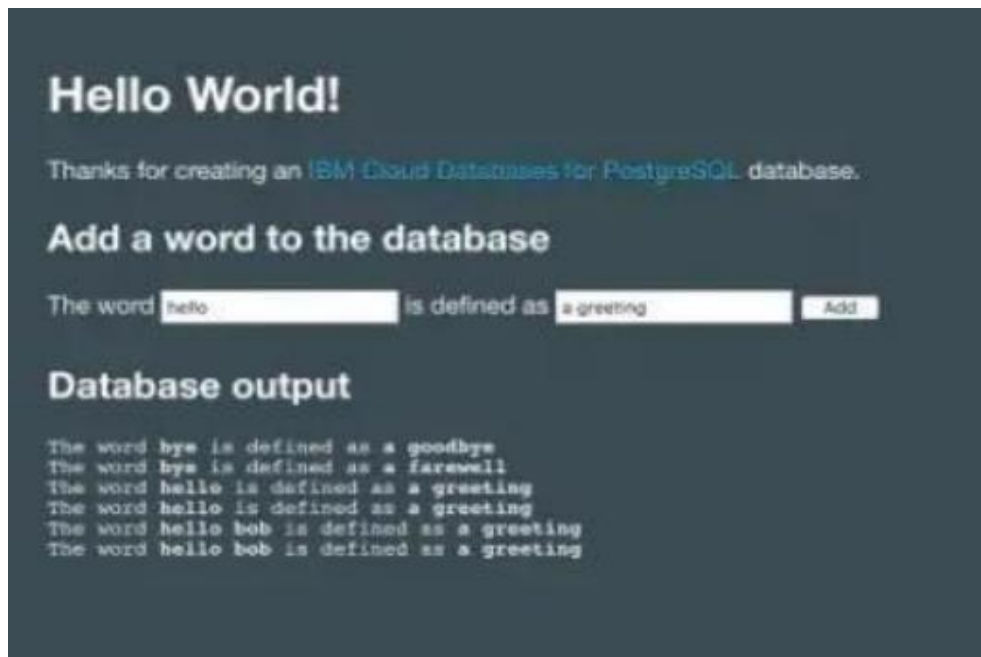 Hello World!
Thanks for creating an IBM Cloud Databases for PostgreSQL database.
Add a word to the database
The word hello is defined as a greeting Add
Database output
The word bye is defined as a goodbye
The word bye is defined as a farewell
The word hello is defined as a greeting
The word hello is defined as a greeting
The word hello bob is defined as a greeting
The word hello bob is defined as a greeting